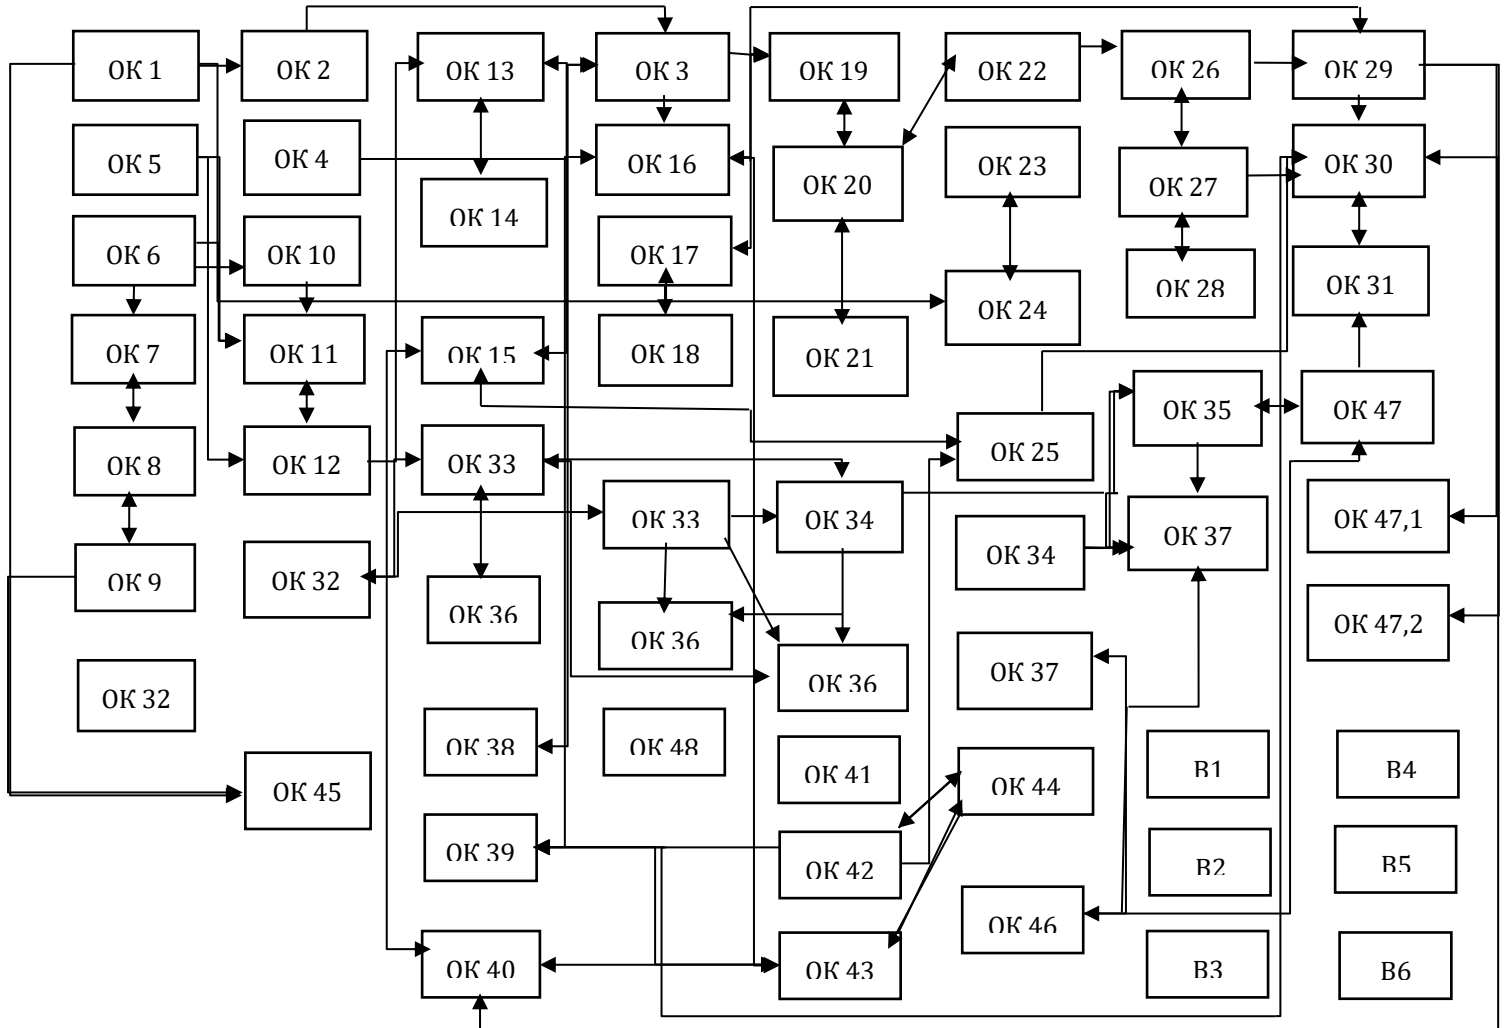 ОК 1
ОК 2
ОК 13
ОК 3
ОК 19
ОК 22
ОК 26
ОК 29
ОК 5
ОК 4
ОК 14
ОК 16
ОК 20
ОК 23
ОК 27
ОК 30
ОК 6
ОК 10
ОК 17
ОК 24
ОК 28
ОК 31
ОК 7
ОК 11
ОК 15
ОК 18
ОК 21
ОК 35
ОК 47
ОК 8
ОК 12
ОК 33
ОК 25
ОК 9
ОК 32
ОК 36
ОК 33
ОК 34
ОК 34
ОК 37
ОК 47,1
ОК 36
ОК 36
ОК 37
ОК 47,2
ОК 32
ОК 38
ОК 48
ОК 41
ОК 44
В1
В4
ОК 45
ОК 39
ОК 42
В2
В5
ОК 40
ОК 43
ОК 46
В3
В6